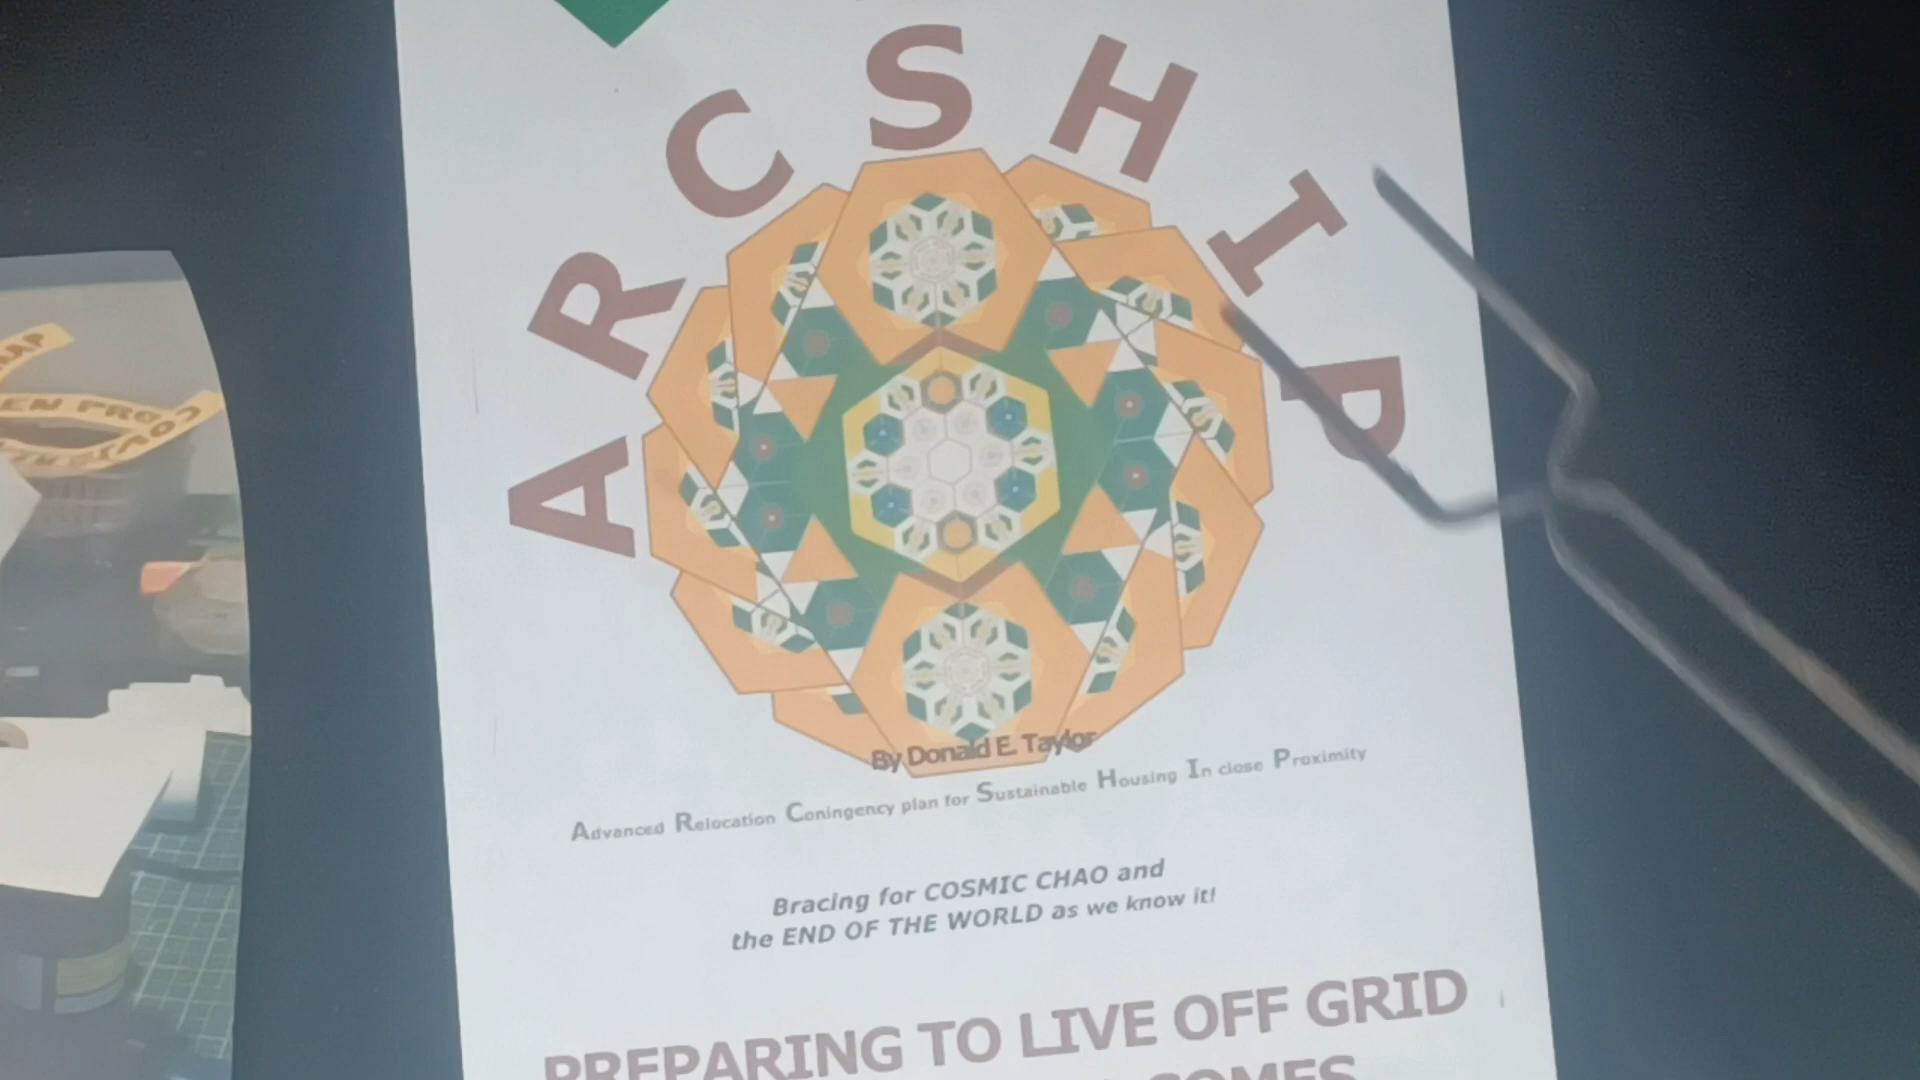 ARCSHIP
By Donald E. Taylor
Advanced Relocation Coningency plan for Sustainable Housing In close Proximity
Bracing for COSMIC CHAO and
the END OF THE WORLD as we know it!
PREPARING TO LIVE OFF GRID
COMES